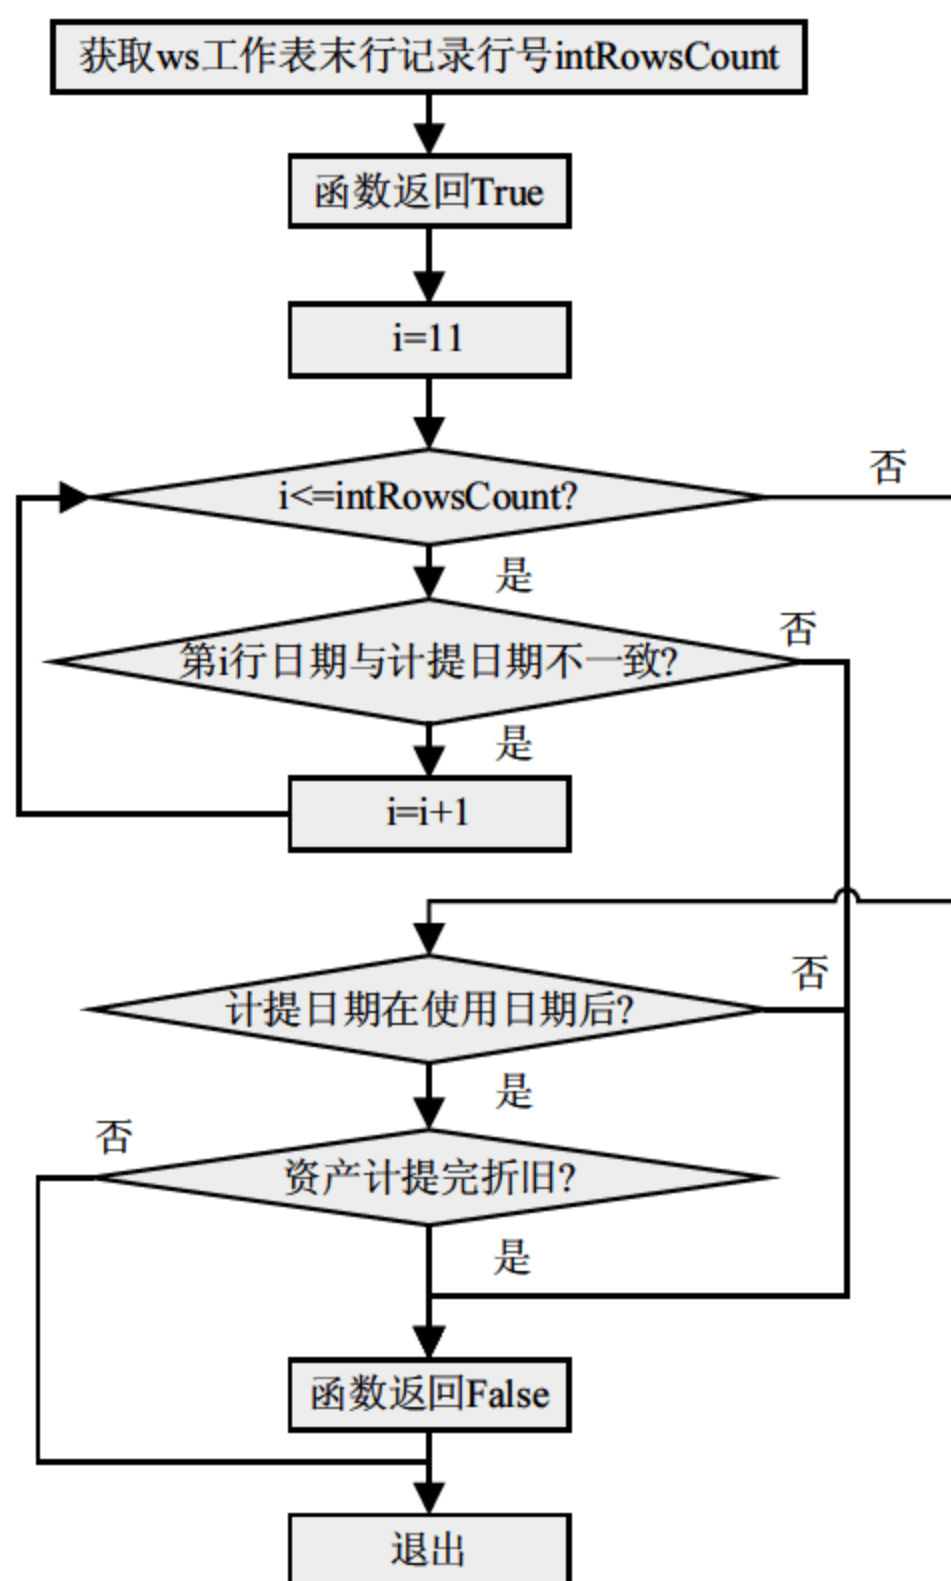 获取ws工作表末行记录行号intRowsCount
函数返回True
i=11
否
i<=intRowsCount?
是
否
第i行日期与计提日期不一致?
是
i=i+1
否
计提日期在使用日期后?
是
否
资产计提完折旧?
是
函数返回False
退出